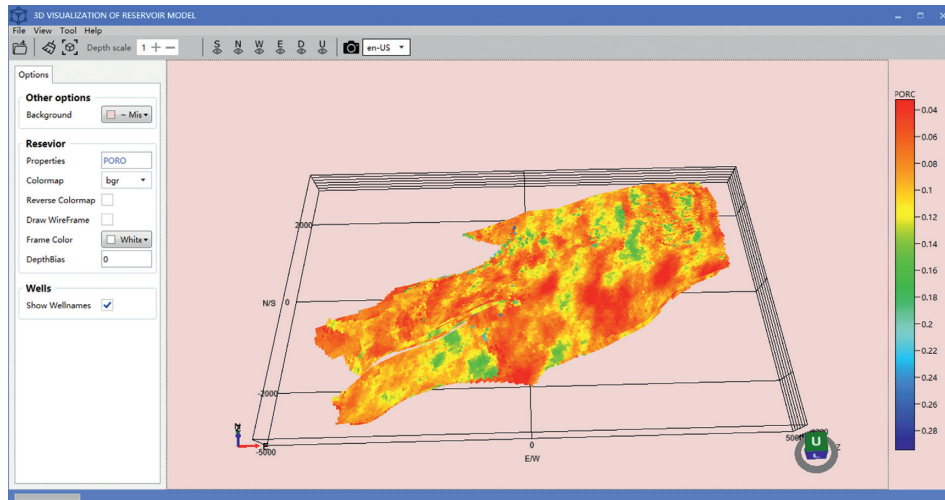 3D VISUALIZATION OF RESERVOIR MODEL
File View Tool Help
Depth scale 1 + −
S N W E D U
en-US
Options
Other options
Background ~ Mis
Resevior
Properties PORO
Colormap bgr
Reverse Colormap
Draw WireFrame
Frame Color White
DepthBias 0
Wells
Show Wellnames
2000
N/S 0
-2000
-5000
0
E/W
U
PORC
0.04
0.06
0.08
0.1
0.12
0.14
0.16
0.18
0.2
0.22
0.24
0.26
0.28